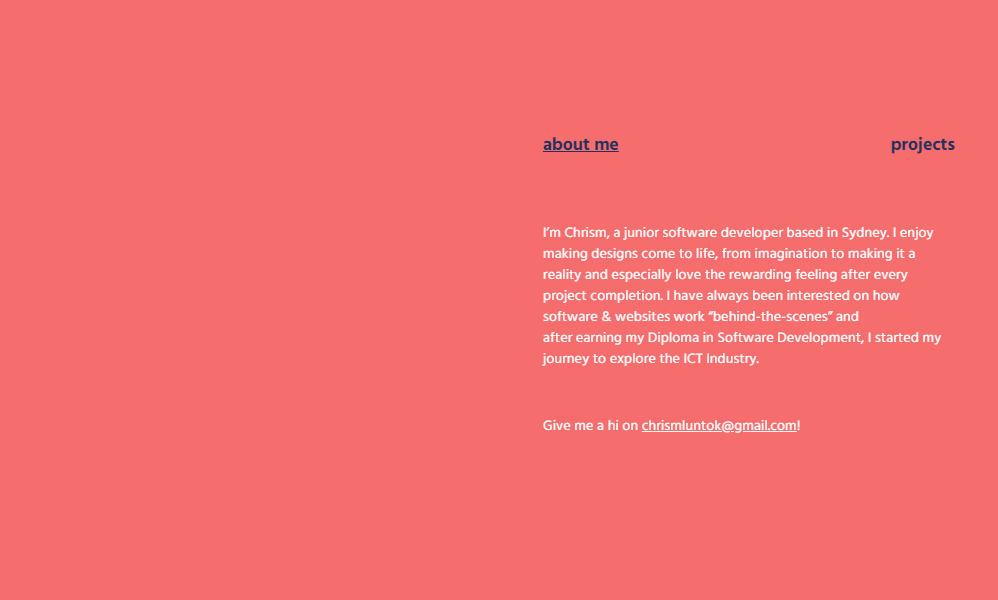 about me
projects
I’m Chrism, a junior software developer based in Sydney. I enjoy
making designs come to life, from imagination to making it a
reality and especially love the rewarding feeling after every
project completion. I have always been interested on how
software & websites work “behind-the-scenes” and
after earning my Diploma in Software Development, I started my
journey to explore the ICT Industry.
Give me a hi on chrismluntok@gmail.com!